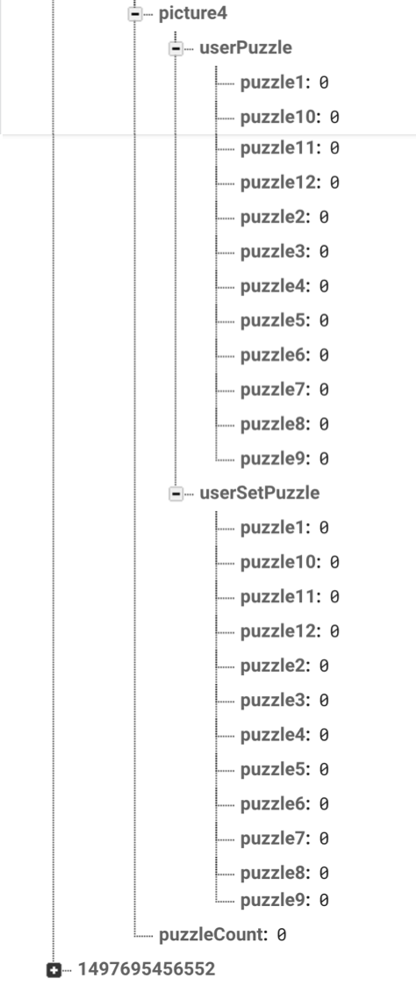 picture4
userPuzzle
puzzle1: 0
puzzle10: 0
puzzle11: 0
puzzle12: 0
puzzle2: 0
puzzle3: 0
puzzle4: 0
puzzle5: 0
puzzle6: 0
puzzle7: 0
puzzle8: 0
puzzle9: 0
userSetPuzzle
puzzle1: 0
puzzle10: 0
puzzle11: 0
puzzle12: 0
puzzle2: 0
puzzle3: 0
puzzle4: 0
puzzle5: 0
puzzle6: 0
puzzle7: 0
puzzle8: 0
puzzle9: 0
puzzleCount: 0
1497695456552